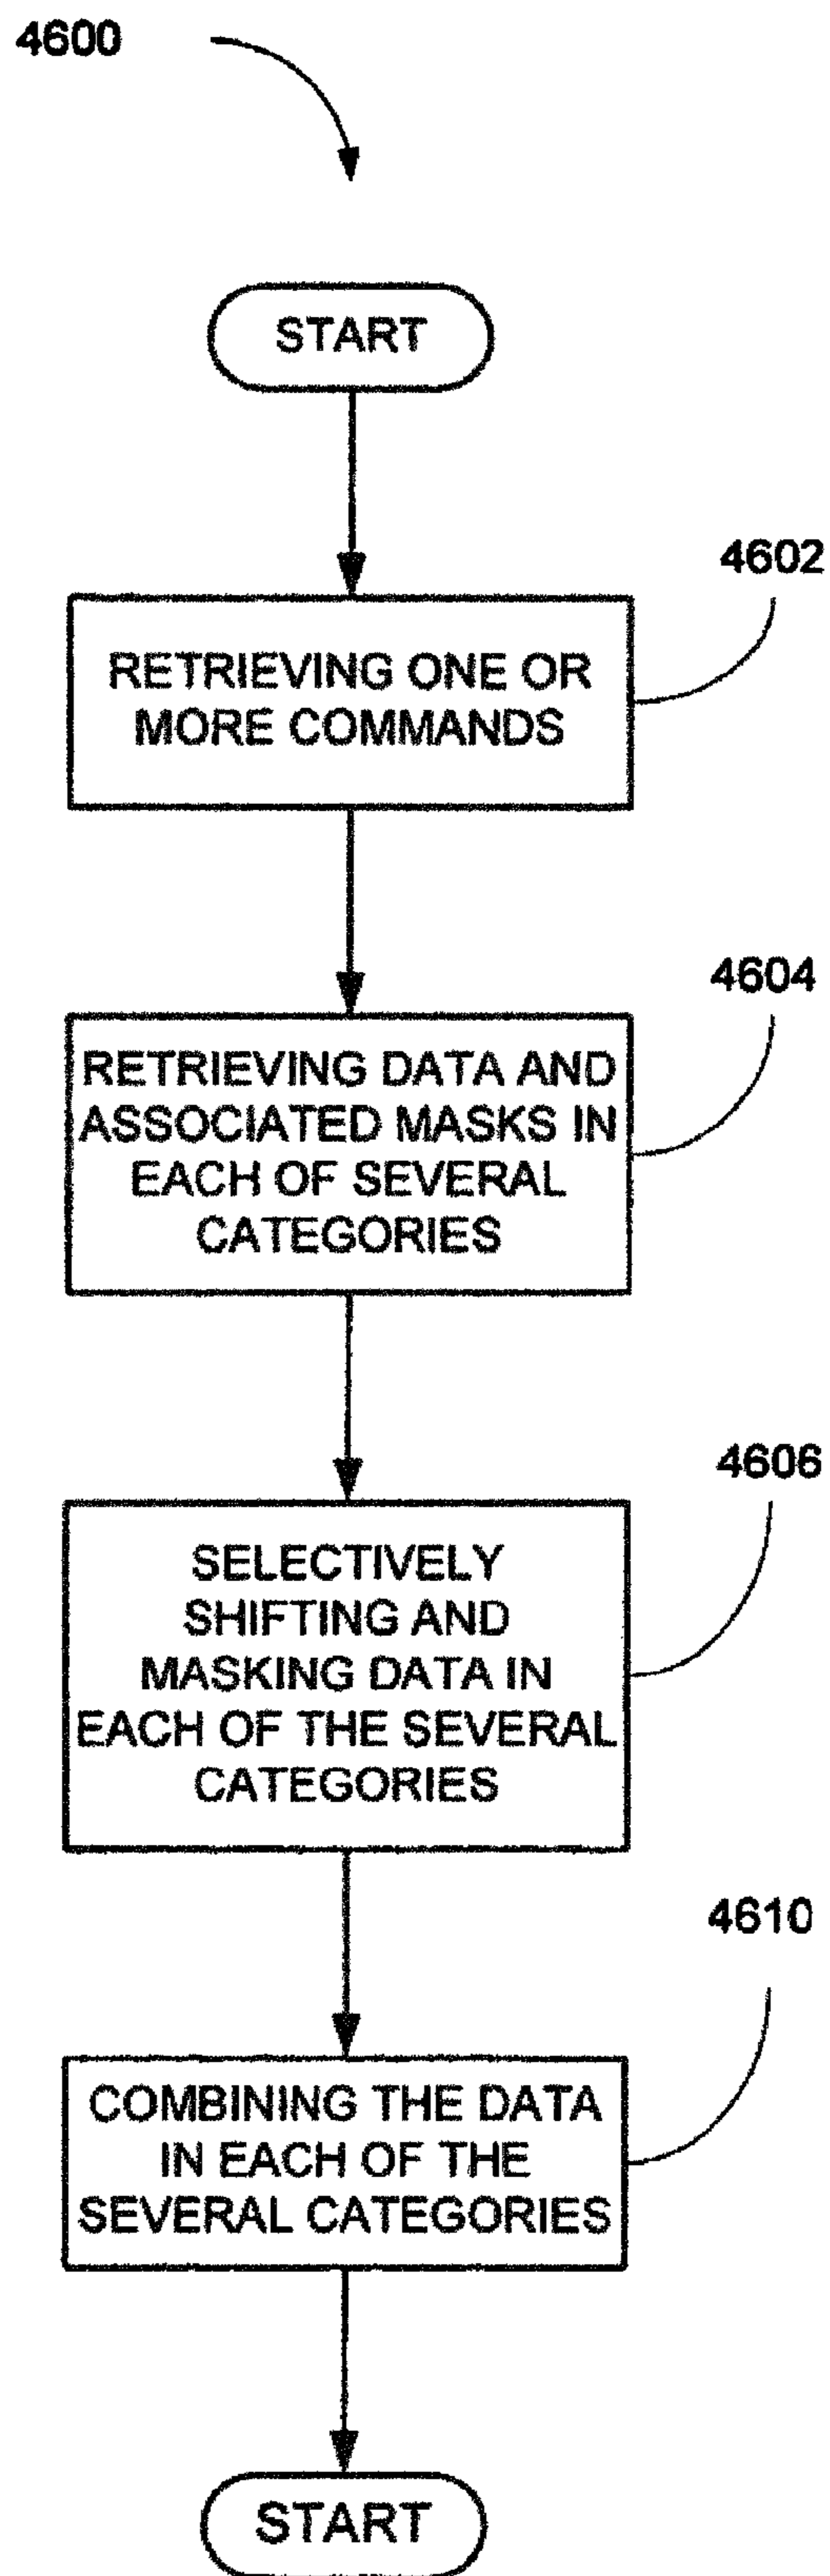 4600
START
4602
RETRIEVING ONE OR
MORE COMMANDS
4604
RETRIEVING DATA AND
ASSOCIATED MASKS IN
EACH OF SEVERAL
CATEGORIES
4606
SELECTIVELY
SHIFTING AND
MASKING DATA IN
EACH OF THE SEVERAL
CATEGORIES
4610
COMBINING THE DATA
IN EACH OF THE
SEVERAL CATEGORIES
START